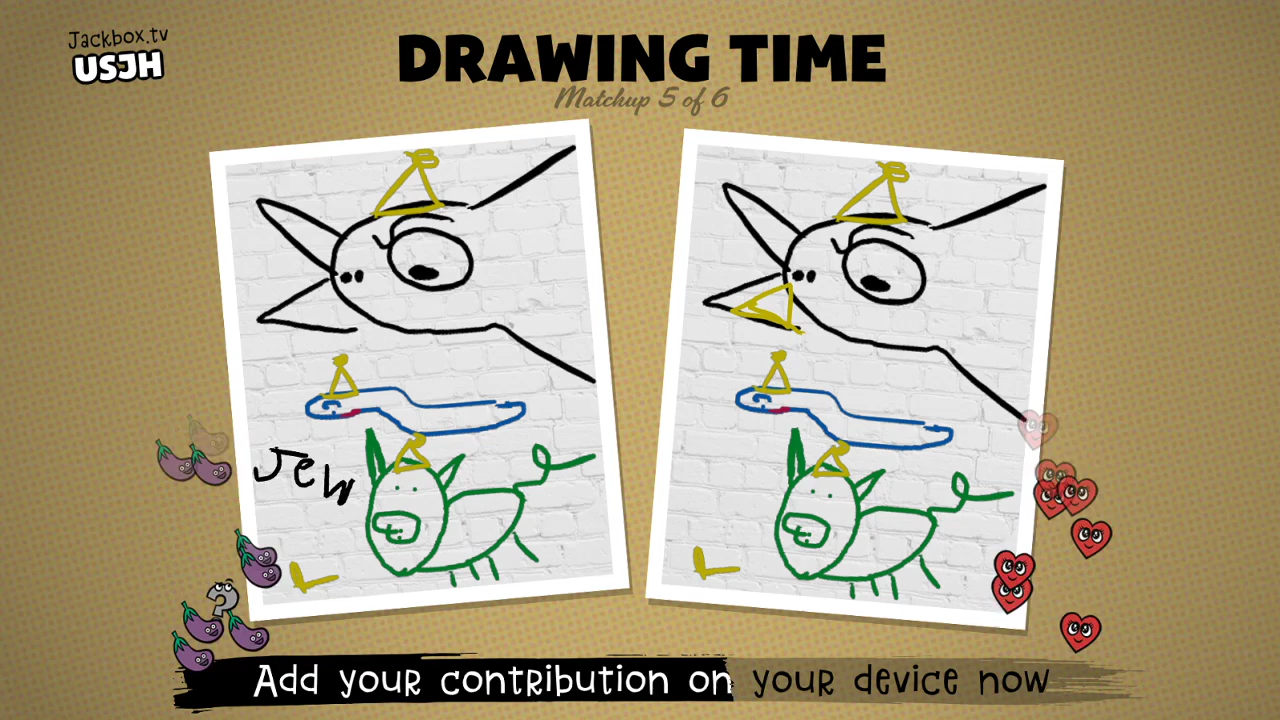 Jackbox.tv
USJH
DRAWING TIME
Matchup 5 of 6
Jew
Add your contribution on your device now